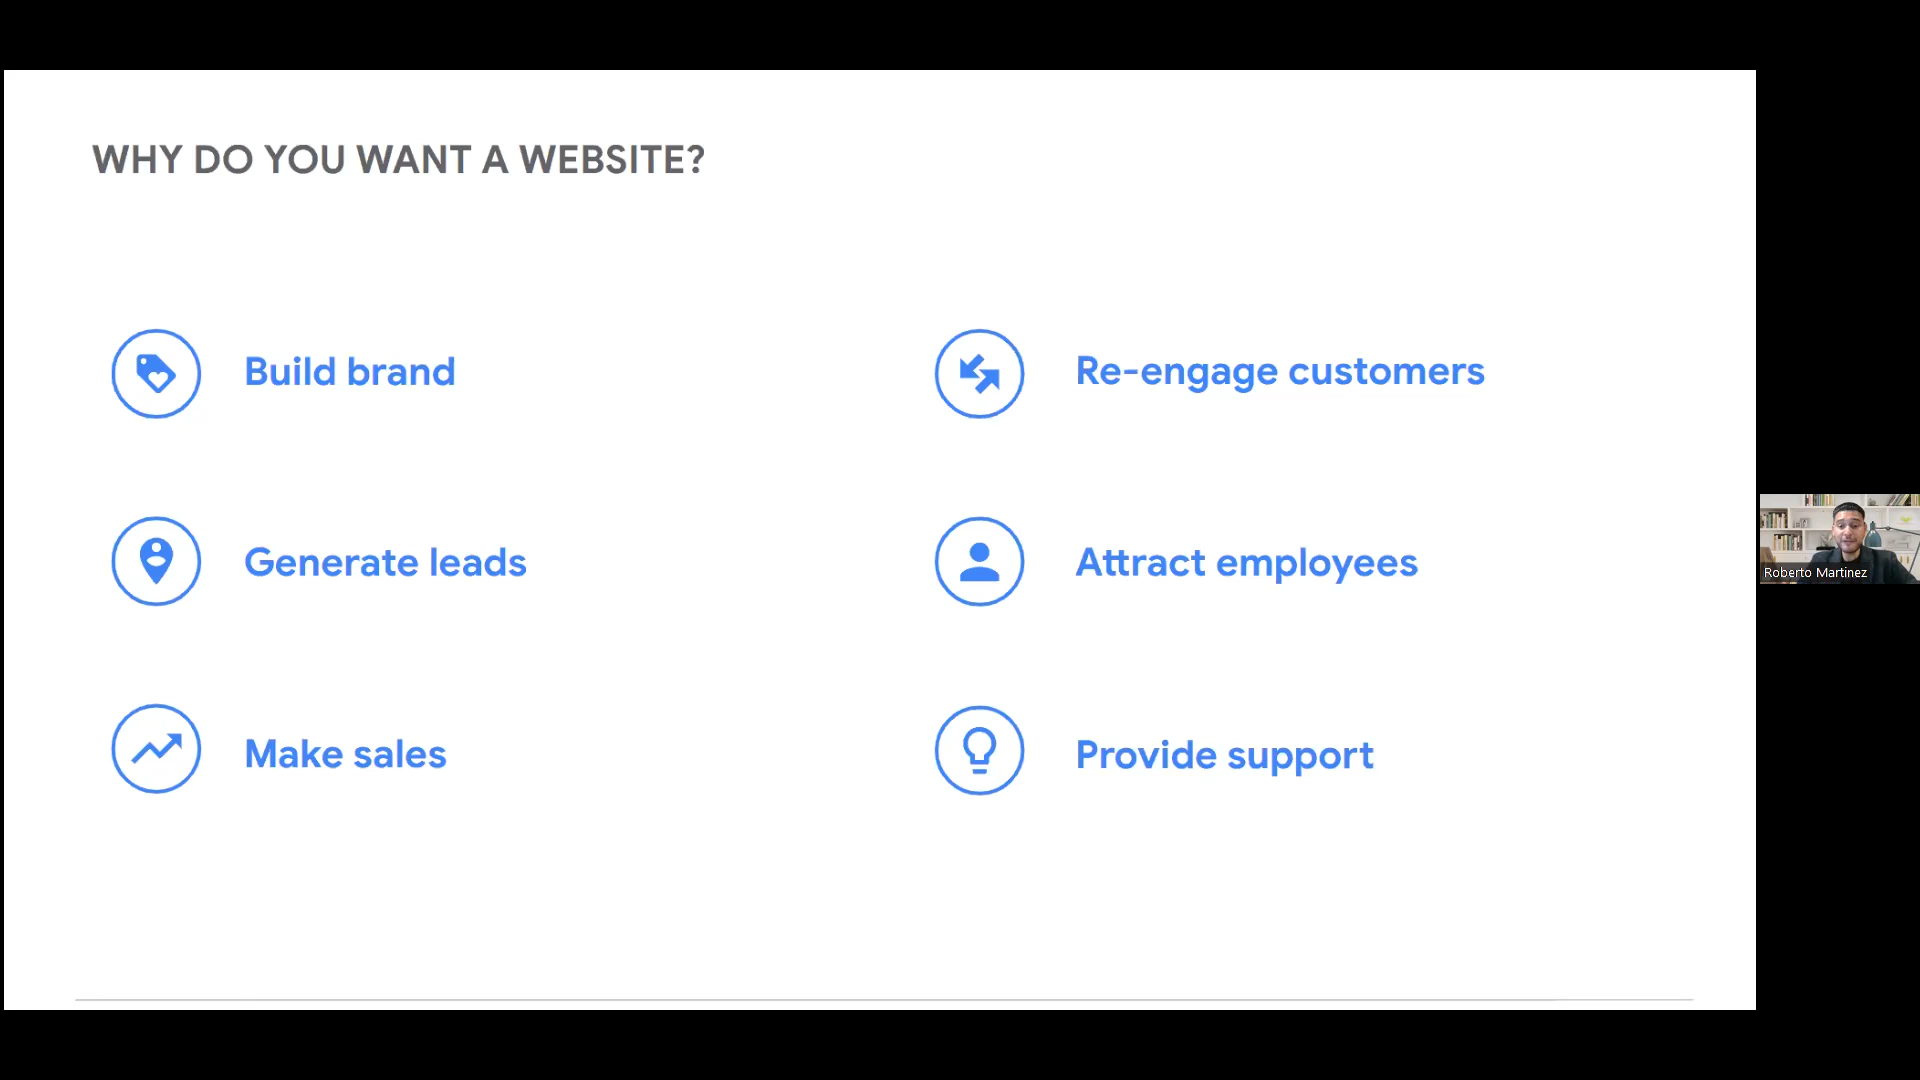 WHY DO YOU WANT A WEBSITE?
Build brand
Re-engage customers
Generate leads
Attract employees
Make sales
Provide support
Roberto Martinez